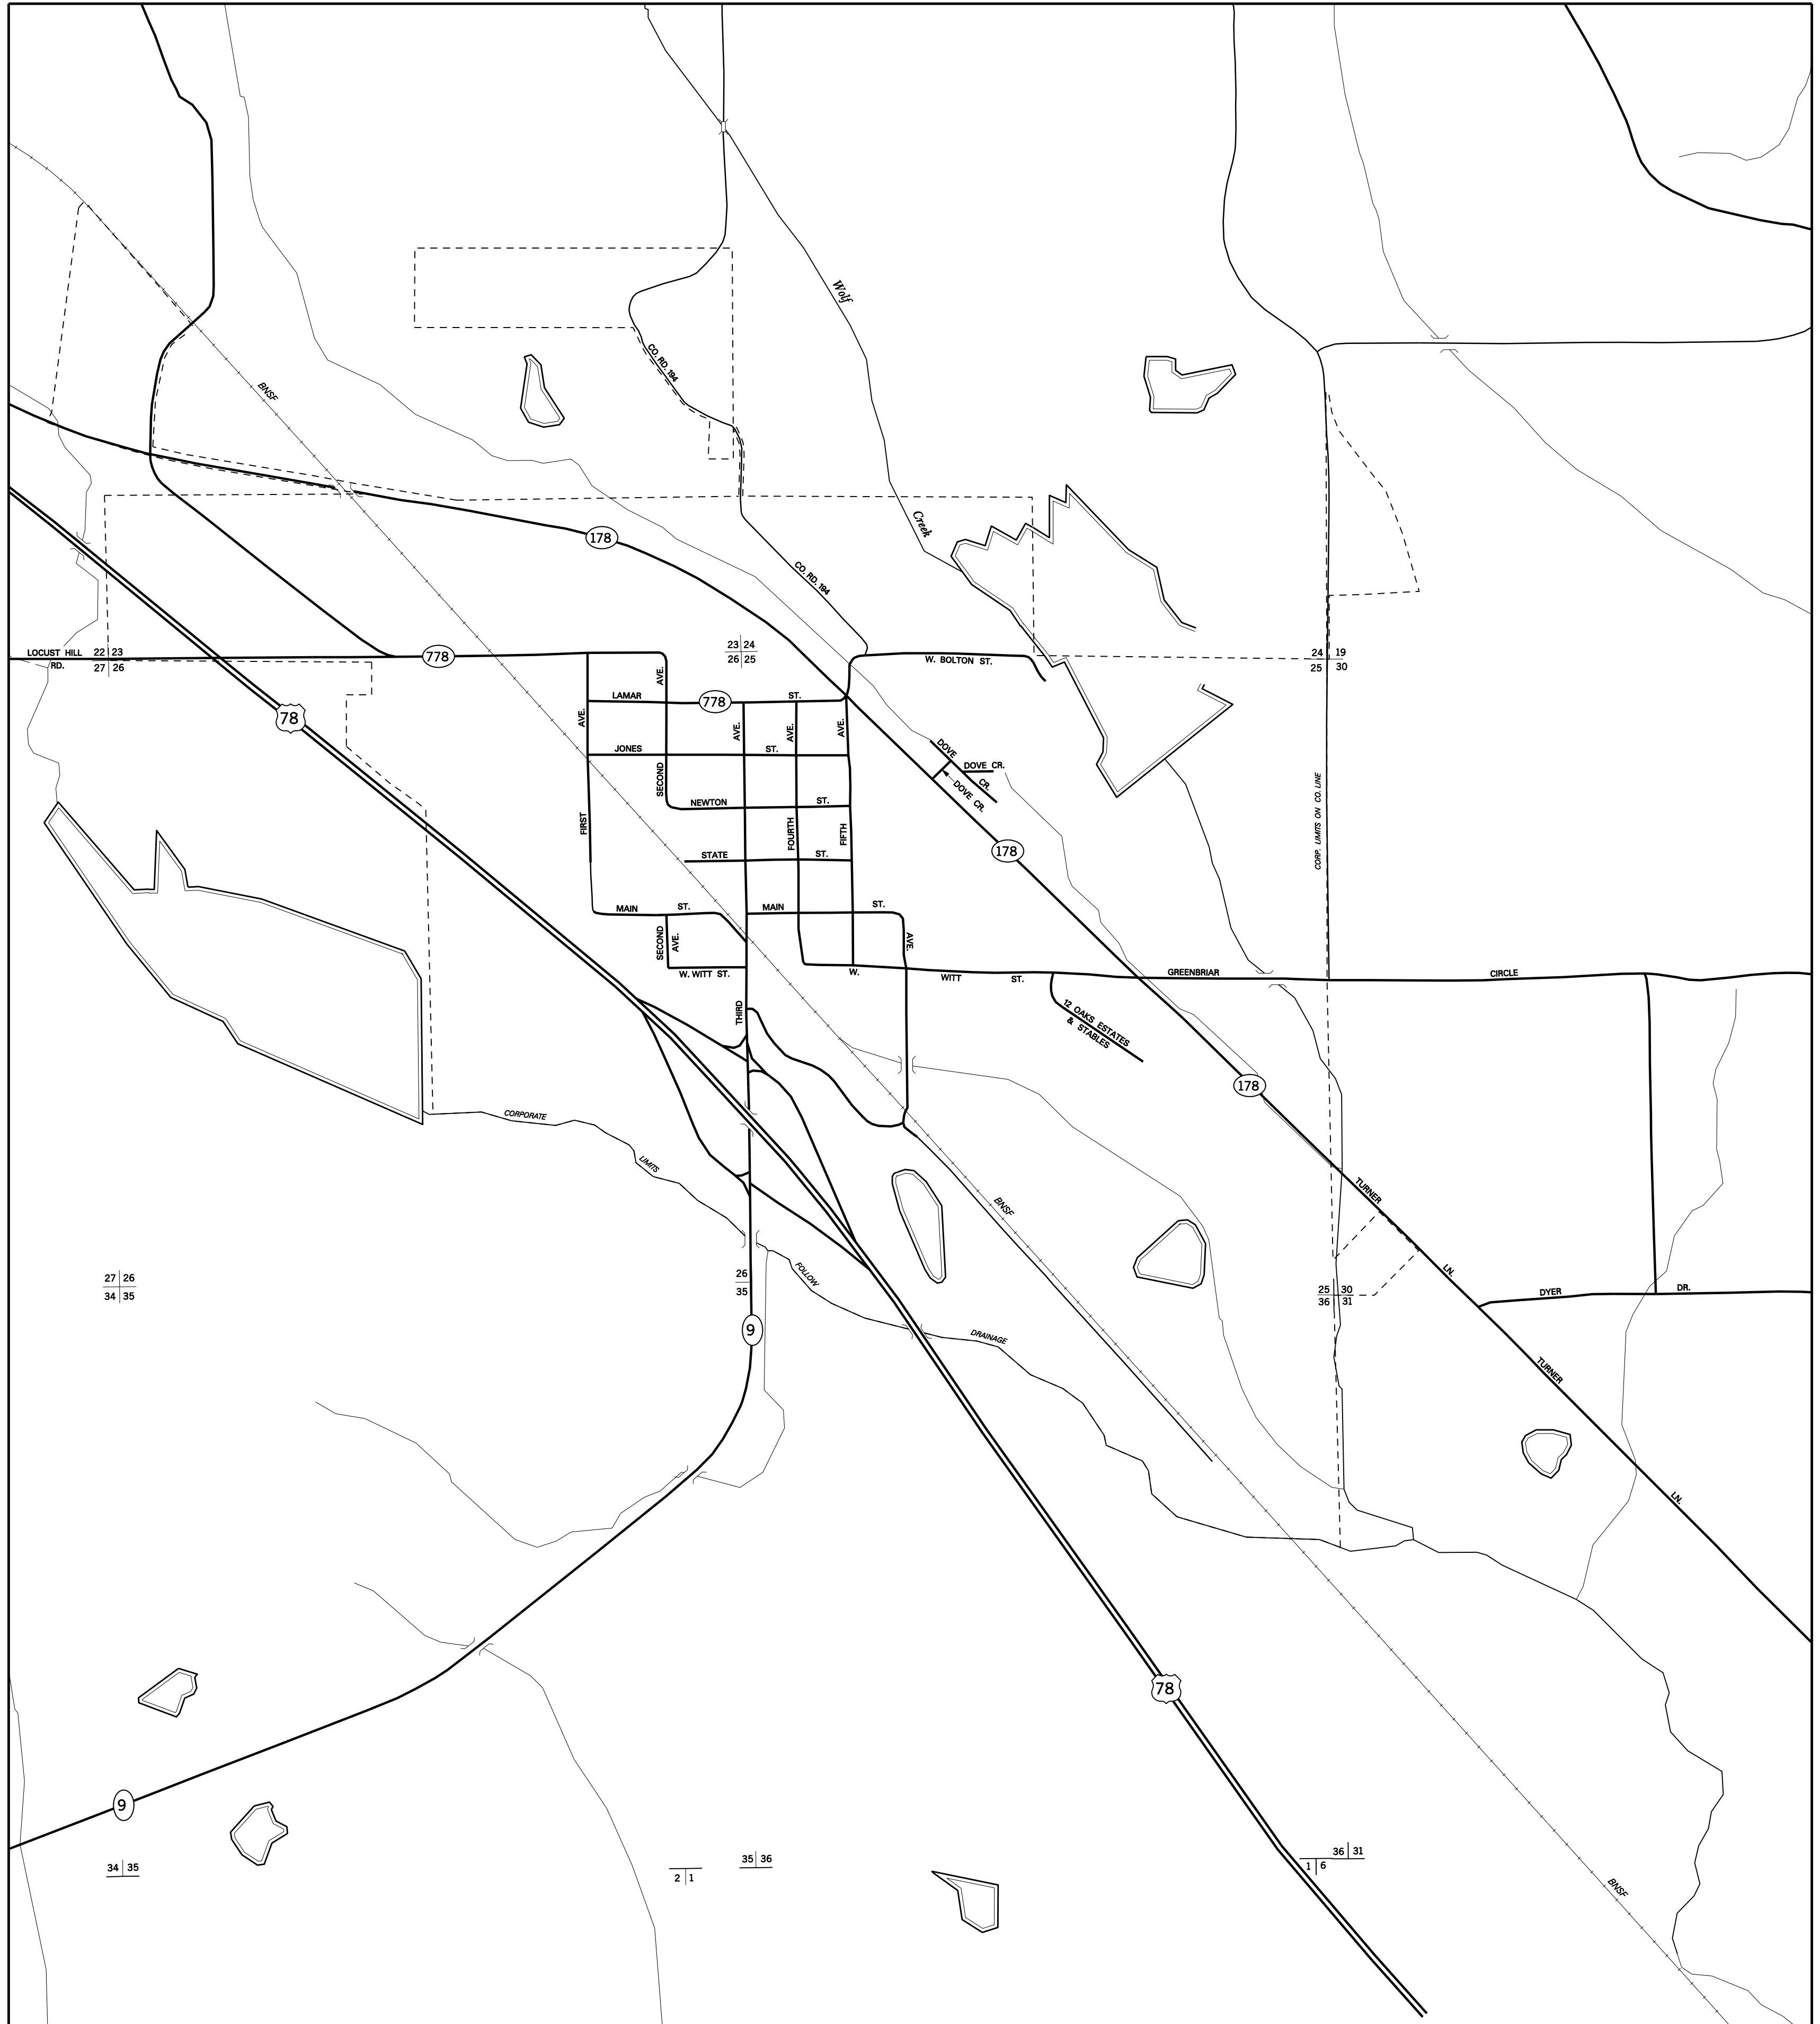 Wolf
CO. RD. 194
BNSF
Creek
178
CO. RD. 194
LOCUST HILL
RD.
22 23
27 26
778
23 24
26 25
W. BOLTON ST.
24 19
25 30
AVE.
LAMAR
778
ST.
78
AVE.
AVE.
AVE.
AVE.
JONES
ST.
DOVE
DOVE CR.
CR.
DOVE CR.
SECOND
NEWTON
ST.
FIRST
FOURTH
FIFTH
CORP. LIMITS ON CO. LINE
STATE
ST.
178
MAIN
ST.
MAIN
ST.
SECOND
AVE.
AVE.
W. WITT ST.
W.
WITT
ST.
GREENBRIAR
CIRCLE
THIRD
12 OAKS ESTATES
& STABLES
178
CORPORATE
LIMITS
BNSF
TURNER
FOLLOW
LN.
27 26
34 35
26
35
25 30
36 31
DYER
DR.
9
DRAINAGE
TURNER
LN.
78
9
34 35
2 1
35 36
36 31
1 6
BNSF